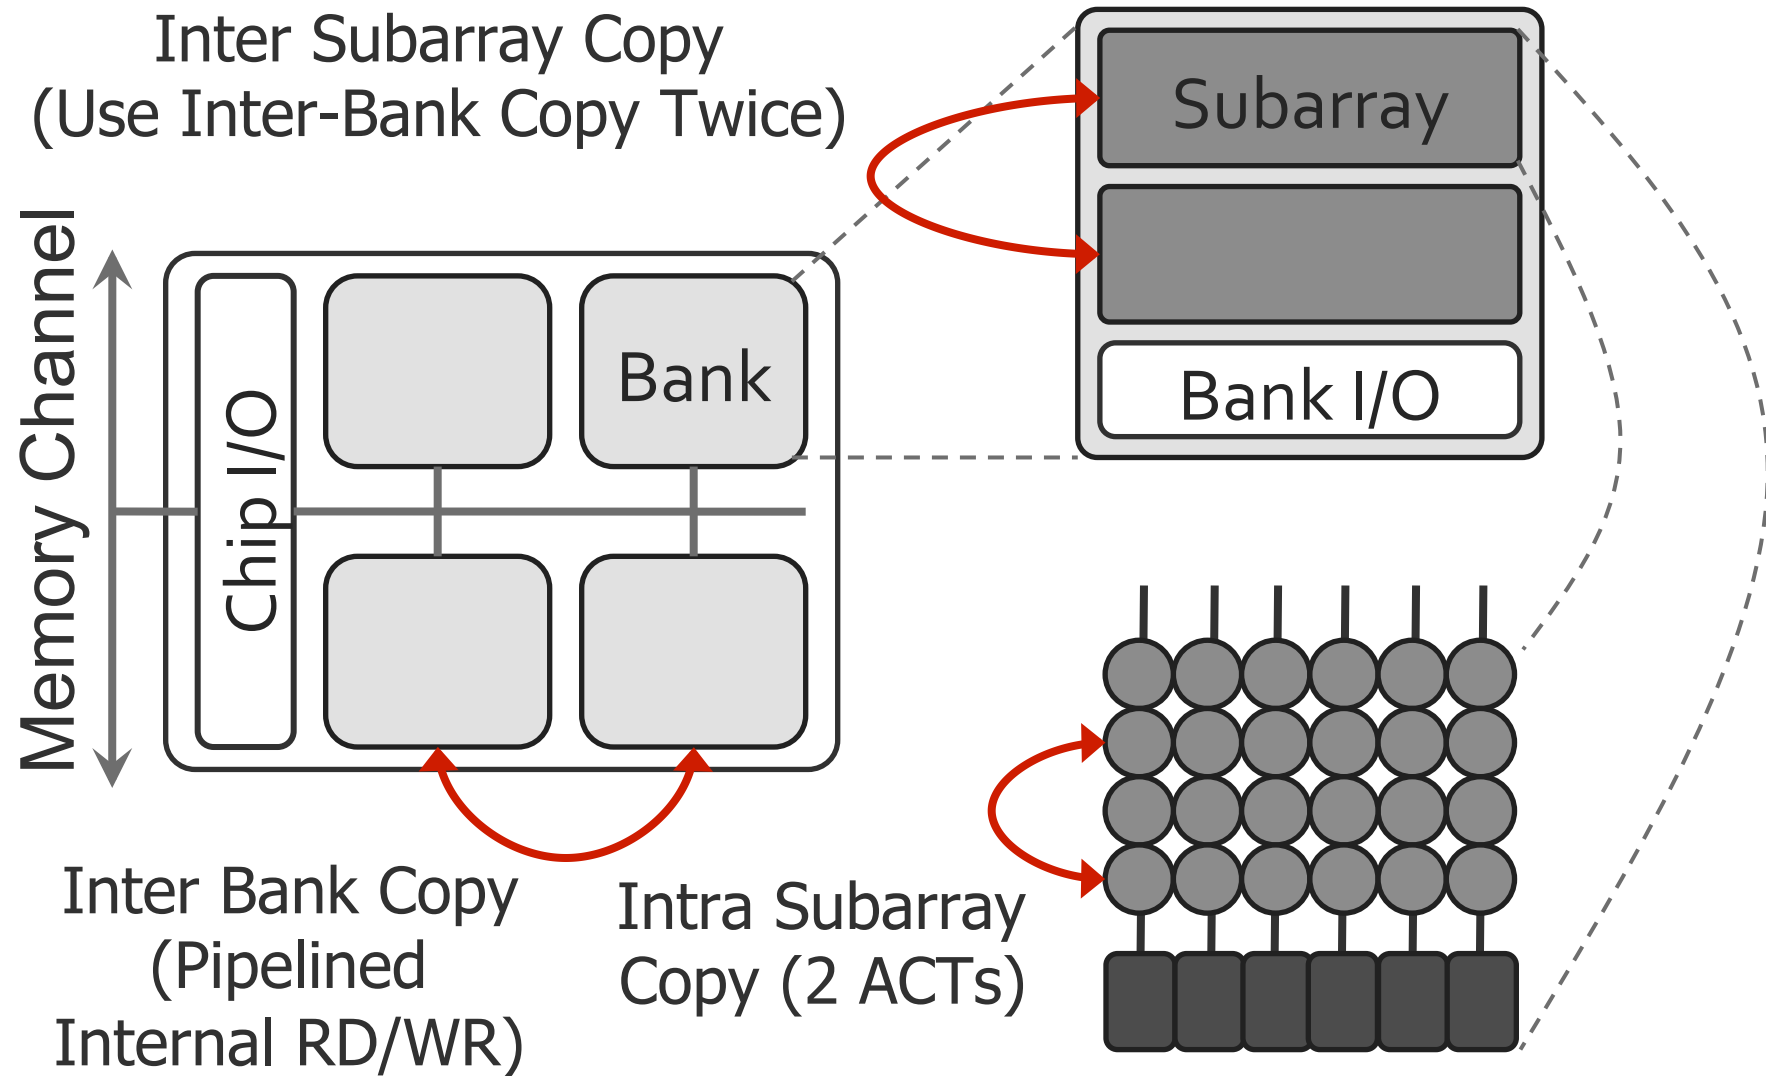 Inter Subarray Copy
(Use Inter-Bank Copy Twice)
Subarray
Bank I/O
Memory Channel
Chip I/O
Bank
Inter Bank Copy
(Pipelined
Internal RD/WR)
Intra Subarray
Copy (2 ACTs)